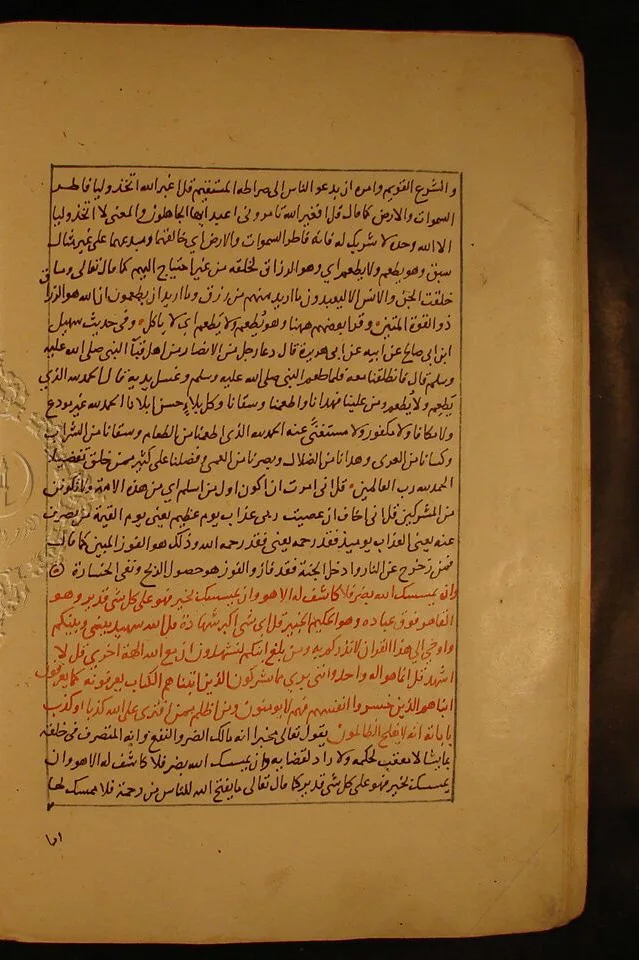 والشرع القويم وامره ان يدعو الناس الى صراطه المستقيم قل اغير الله اتخذ وليا فاطر
السموات والارض كما قال قل افغير الله تامروني اعبد ايها الجاهلون والمعنى لا اتخذ وليا
الا الله وحده لا شريك له فانه فاطر السموات والارض اي خالقهما ومبدعهما على غير مثال
سبق وهو يطعم ولا يطعم اي وهو الرزاق لخلقه من غير احتياج اليهم كما قال تعالى وما
خلقت الجن والانس الا ليعبدون ما اريد منهم من رزق وما اريد ان يطعمون ان الله هو الرزاق
ذو القوة المتين وقرا بعضهم ههنا وهو يطعم ولا يطعم اي لا ياكل وفي حديث سهيل
ابن ابي صالح عن ابيه عن ابي هريرة قال دعا رجل من الانصار من اهل قبآ النبي صلى الله عليه
وسلم قال فانطلقنا معه فلما طعم النبي صلى الله عليه وسلم وغسل يديه قال الحمد لله الذي
يطعم ولا يطعم ومن علينا فهدانا واطعمنا وسقانا وكل بلاء حسن ابلانا الحمد لله غير مودع
ولا مكافا ولا مكفور ولا مستغنى عنه الحمد لله الذي اطعمنا من الطعام وسقانا من الشراب
وكسانا من العرى وهدانا من الضلال وبصرنا من العمى وفضلنا على كثير ممن خلق تفضيلا
الحمد لله رب العالمين قل اني امرت ان اكون اول من اسلم اي من هذه الامة ولا تكونن
من المشركين قل اني اخاف ان عصيت ربي عذاب يوم عظيم يعني يوم القيمة من يصرف
عنه يعني العذاب يوميذ فقد رحمه يعني فقد رحمه الله وذلك هو الفوز المبين كما قال
فمن زحزح عن النار وادخل الجنة فقد فاز والفوز هو حصول الربح ونفي الخسارة
وان يمسسك الله بضر فلا كاشف له الا هو وان يمسسك بخير فهو على كل شى قدير وهو
القاهر فوق عباده وهو الحكيم الخبير قل اي شى اكبر شهادة قل الله شهيد بيني وبينكم
واوحي الي هذا القران لانذركم به ومن بلغ ائنكم لتشهدون ان مع الله الهة اخرى قل لا
اشهد قل انما هو اله واحد وانني بري مما تشركون الذين اتيناهم الكتاب يعرفونه كما يعرفون
ابناهم الذين خسروا انفسهم فهم لا يومنون ومن اظلم ممن افترى على الله كذبا او كذب
باياته انه لا يفلح الظالمون يقول تعالى مخبرا انه مالك الضر والنفع وانه المتصرف في خلقه
بما يشا لا معقب لحكمه ولا راد لقضايه وان يمسسك الله بضر فلا كاشف له الا هو وان
يمسسك بخير فهو على كل شى قدير كما قال تعالى ما يفتح الله للناس من رحمة فلا ممسك لها